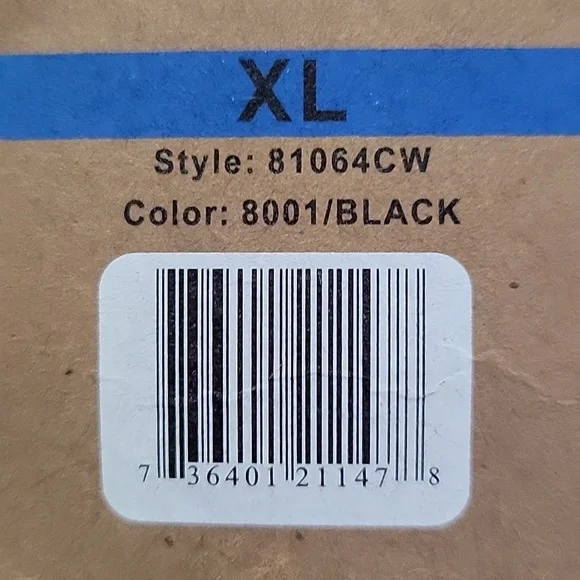 XL
Style: 81064CW
Color: 8001/BLACK
7 36401 21147 8